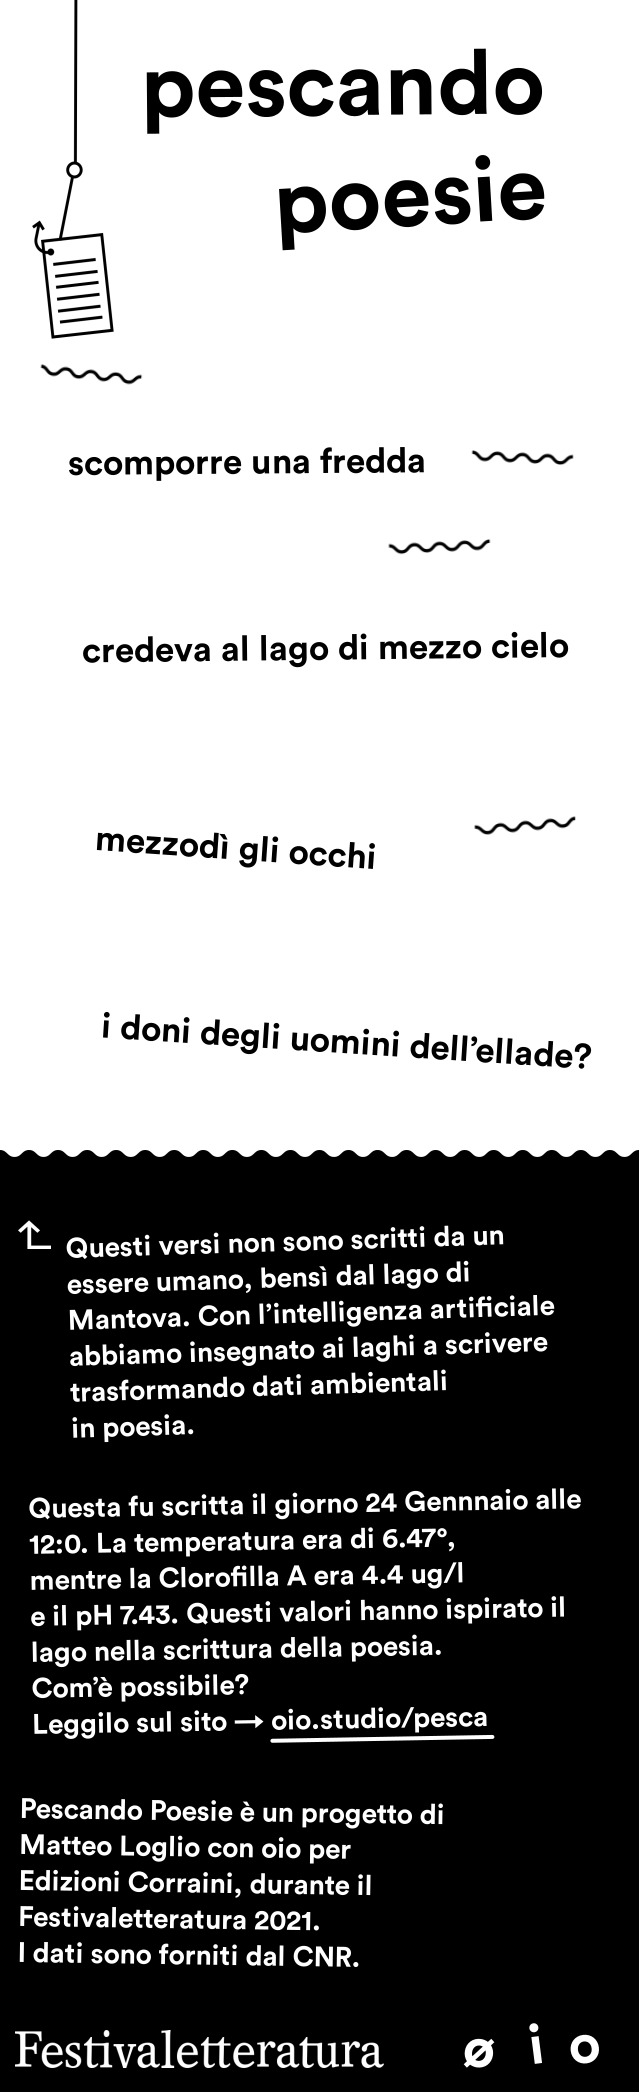 pescando
poesie
scomporre una fredda
credeva al lago di mezzo cielo
mezzodì gli occhi
i doni degli uomini dell’ellade?
Questi versi non sono scritti da un
essere umano, bensì dal lago di
Mantova. Con l’intelligenza artificiale
abbiamo insegnato ai laghi a scrivere
trasformando dati ambientali
in poesia.
Questa fu scritta il giorno 24 Gennnaio alle
12:0. La temperatura era di 6.47°,
mentre la Clorofilla A era 4.4 ug/l
e il pH 7.43. Questi valori hanno ispirato il
lago nella scrittura della poesia.
Com’è possibile?
Leggilo sul sito → oio.studio/pesca
Pescando Poesie è un progetto di
Matteo Loglio con oio per
Edizioni Corraini, durante il
Festivaletteratura 2021.
I dati sono forniti dal CNR.
Festivaletteratura ø i o